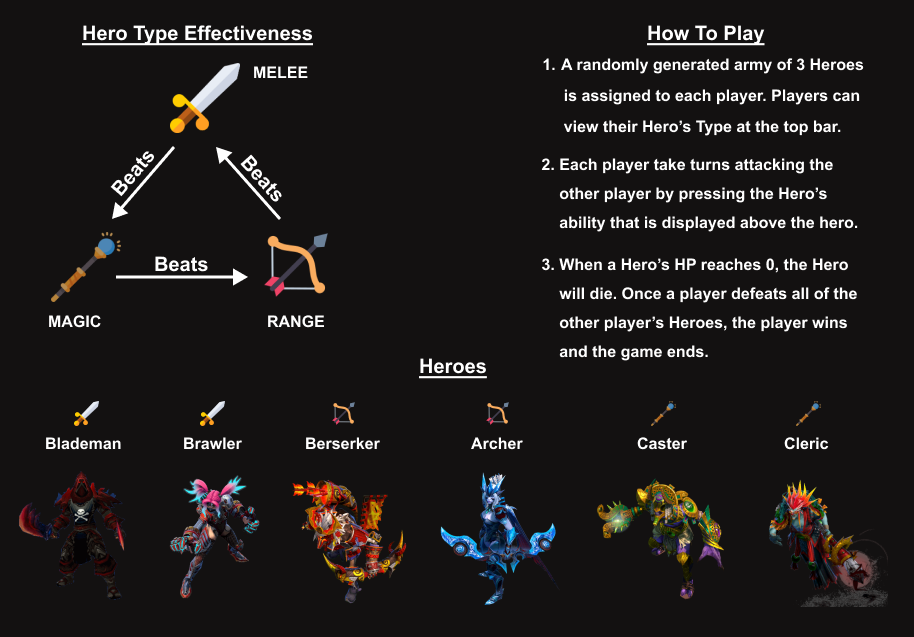 Hero Type Effectiveness
MELEE
Beats
Beats
Beats
MAGIC
RANGE
How To Play
1. A randomly generated army of 3 Heroes
is assigned to each player. Players can
view their Hero's Type at the top bar.
2. Each player take turns attacking the
other player by pressing the Hero's
ability that is displayed above the hero.
3. When a Hero's HP reaches 0, the Hero
will die. Once a player defeats all of the
other player's Heroes, the player wins
and the game ends.
Heroes
Blademan
Brawler
Berserker
Archer
Caster
Cleric